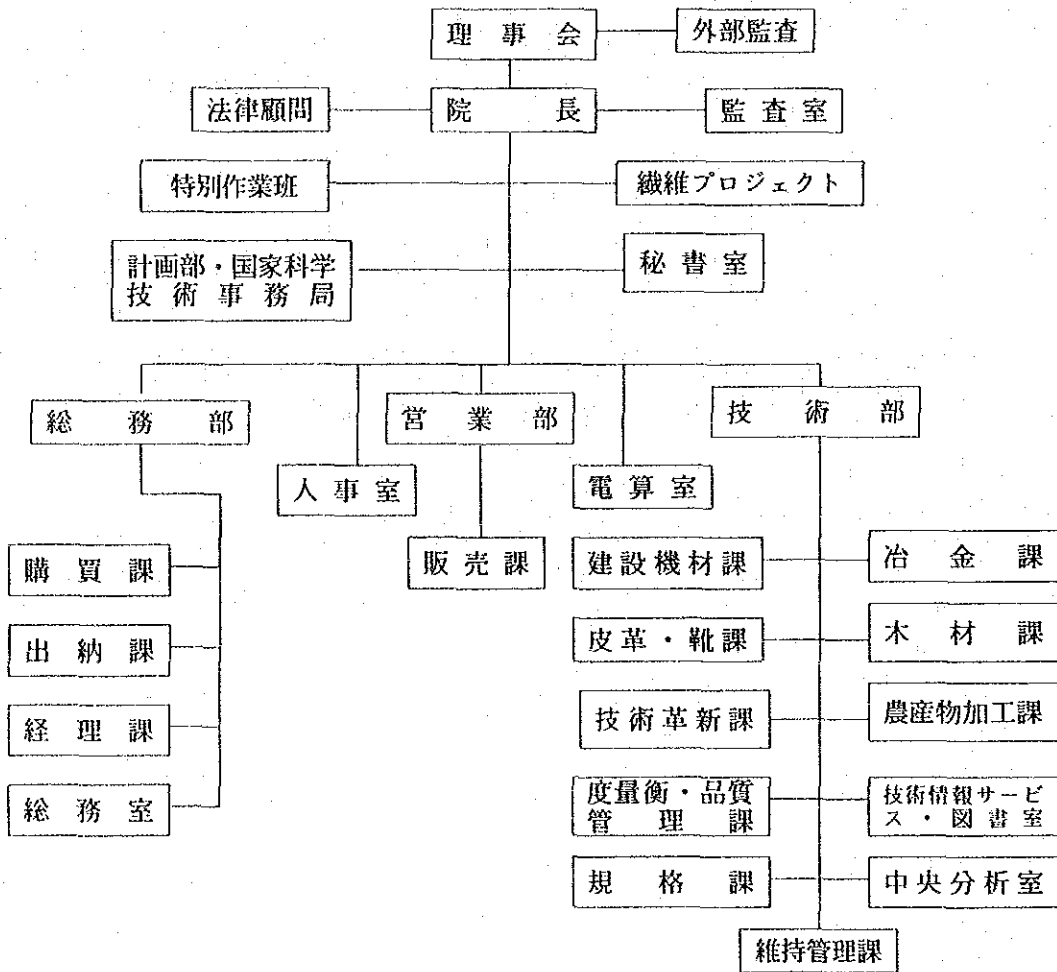 理事会
外部監査
法律顧問
院長
監査室
特別作業班
繊維プロジェクト
計画部・国家科学
技術事務局
秘書室
総務部
営業部
技術部
人事室
電算室
販売課
購買課
出納課
経理課
総務室
建設機材課
冶金課
皮革・靴課
木材課
技術革新課
農産物加工課
度量衡・品質
管理課
技術情報サービ
ス・図書室
規格課
中央分析室
維持管理課